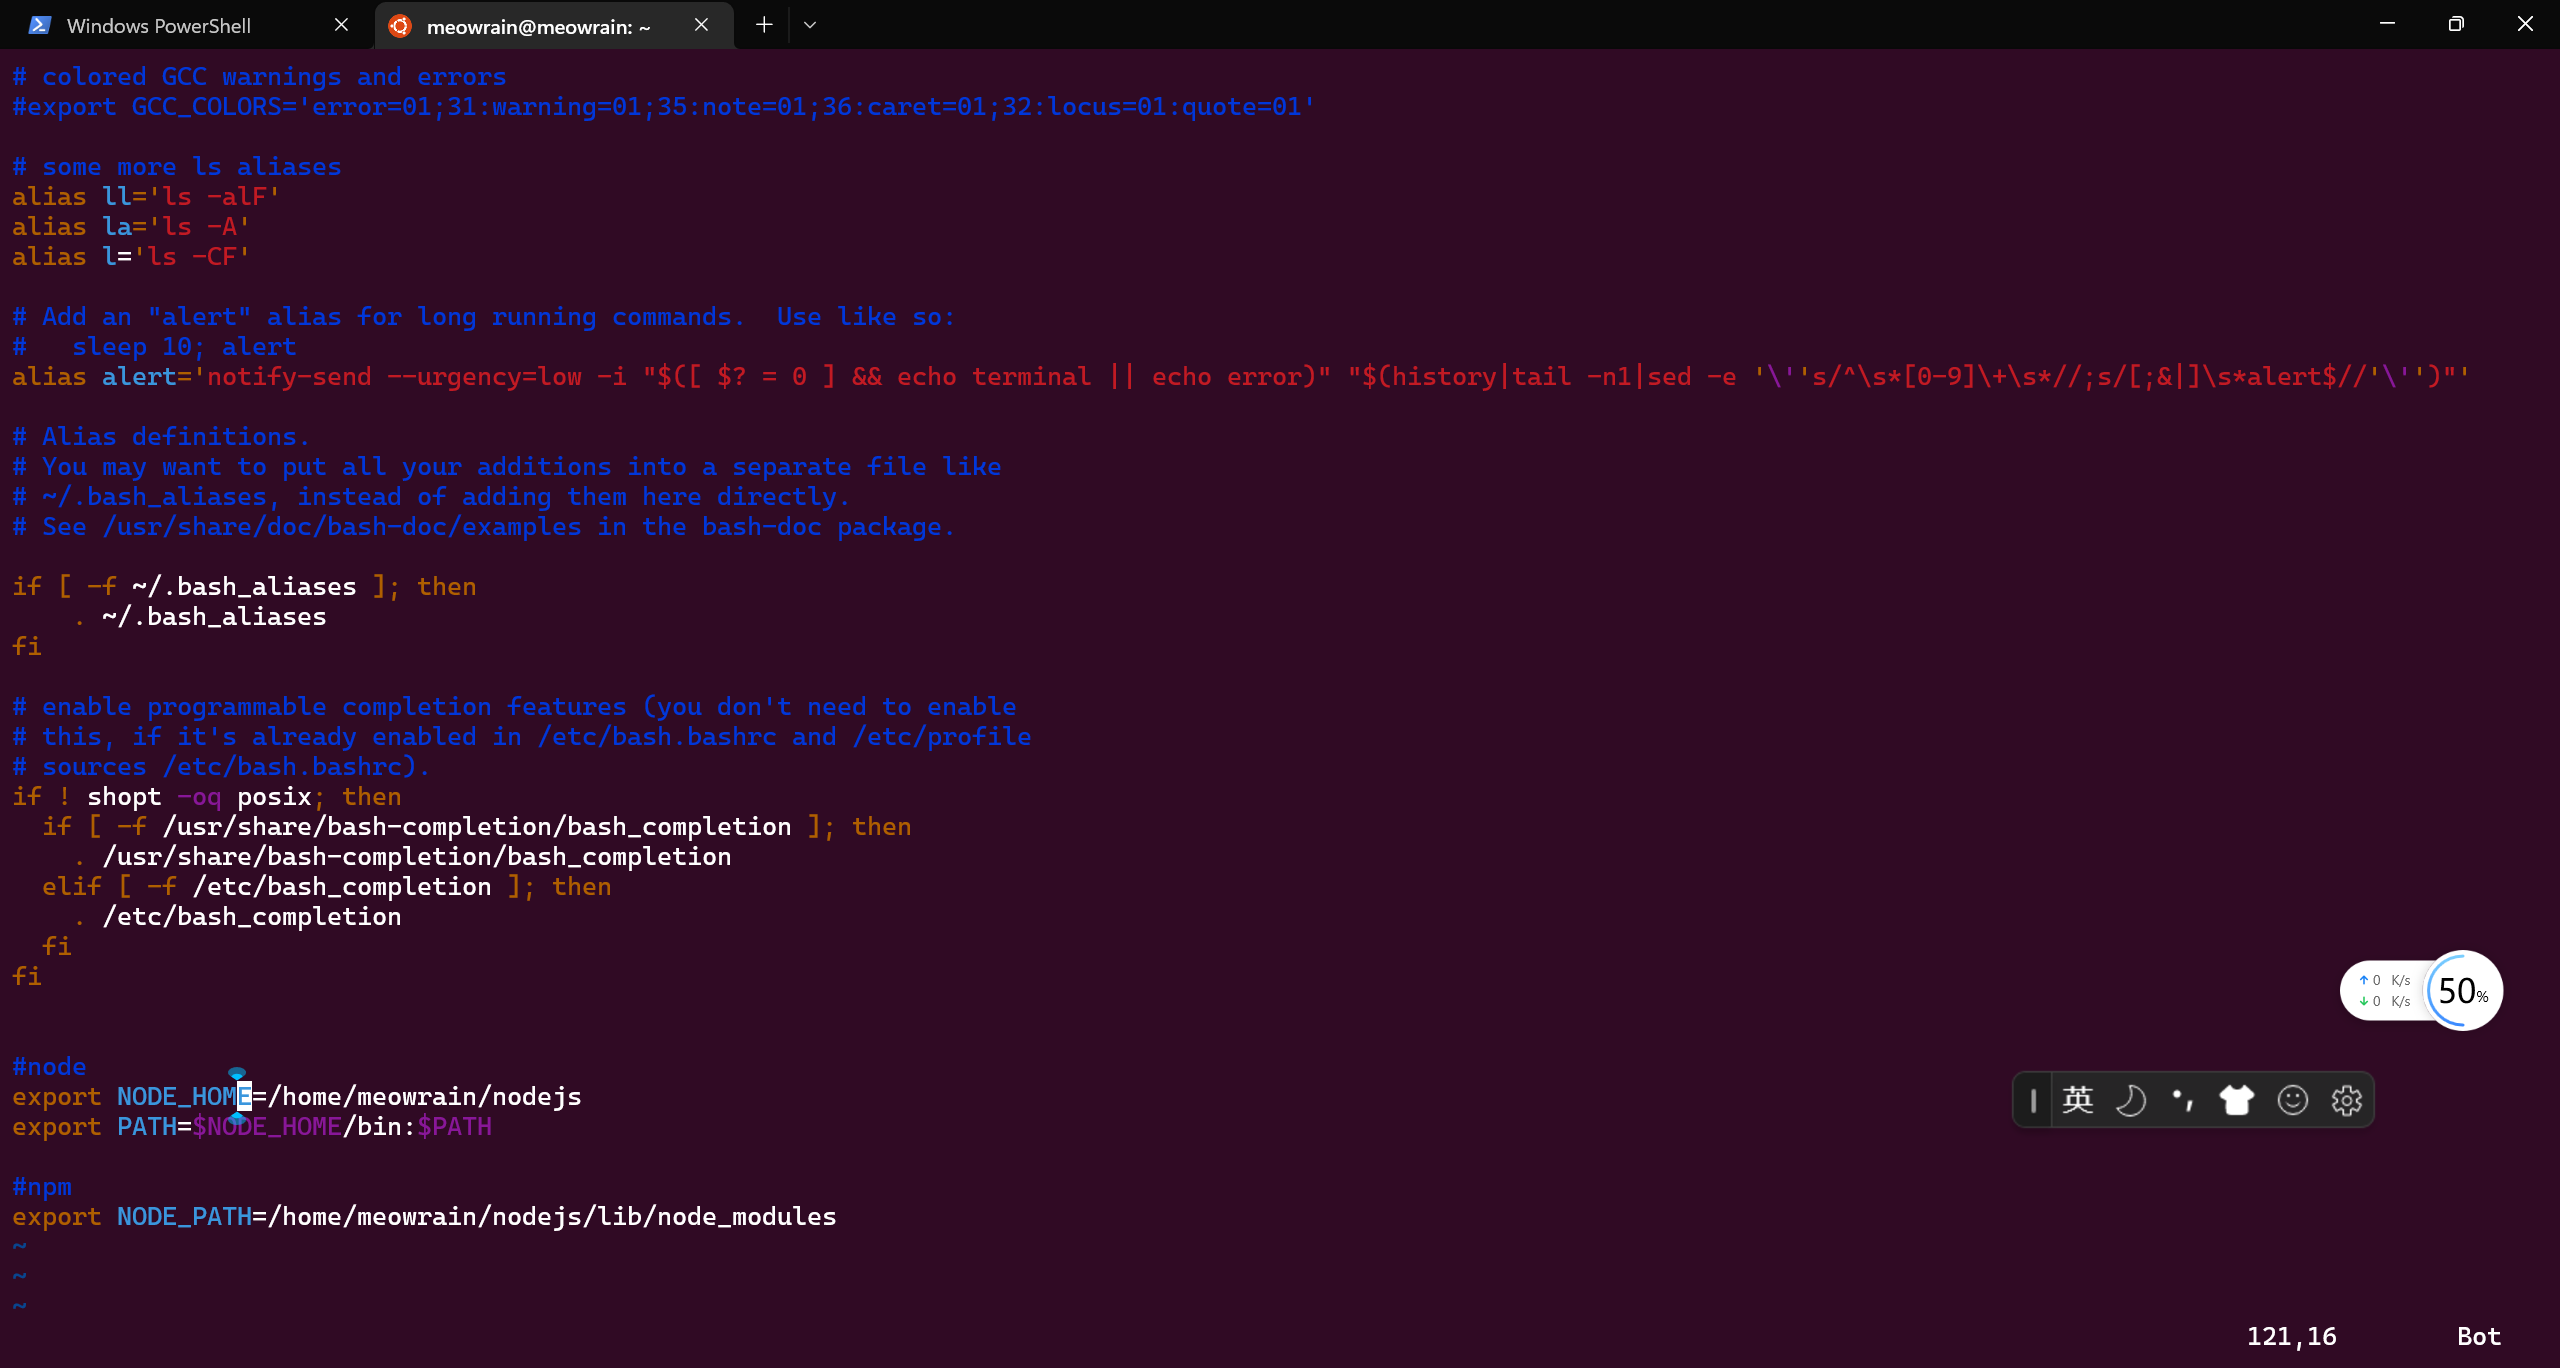 Windows PowerShell
meowrain@meowrain: ~
# colored GCC warnings and errors
#export GCC_COLORS='error=01;31:warning=01;35:note=01;36:caret=01;32:locus=01:quote=01'
# some more ls aliases
alias ll='ls -alF'
alias la='ls -A'
alias l='ls -CF'
# Add an "alert" alias for long running commands.  Use like so:
#   sleep 10; alert
alias alert='notify-send --urgency=low -i "$([ $? = 0 ] && echo terminal || echo error)" "$(history|tail -n1|sed -e '\''s/^\s*[0-9]\+\s*//;s/[;&|]\s*alert$//'\'')"'
# Alias definitions.
# You may want to put all your additions into a separate file like
# ~/.bash_aliases, instead of adding them here directly.
# See /usr/share/doc/bash-doc/examples in the bash-doc package.
if [ -f ~/.bash_aliases ]; then
    . ~/.bash_aliases
fi
# enable programmable completion features (you don't need to enable
# this, if it's already enabled in /etc/bash.bashrc and /etc/profile
# sources /etc/bash.bashrc).
if ! shopt -oq posix; then
  if [ -f /usr/share/bash-completion/bash_completion ]; then
    . /usr/share/bash-completion/bash_completion
  elif [ -f /etc/bash_completion ]; then
    . /etc/bash_completion
  fi
fi
↑ 0 K/s
↓ 0 K/s
50%
#node
export NODE_HOME=/home/meowrain/nodejs
export PATH=$NODE_HOME/bin:$PATH
英
#npm
export NODE_PATH=/home/meowrain/nodejs/lib/node_modules
~
~
~
121,16 Bot